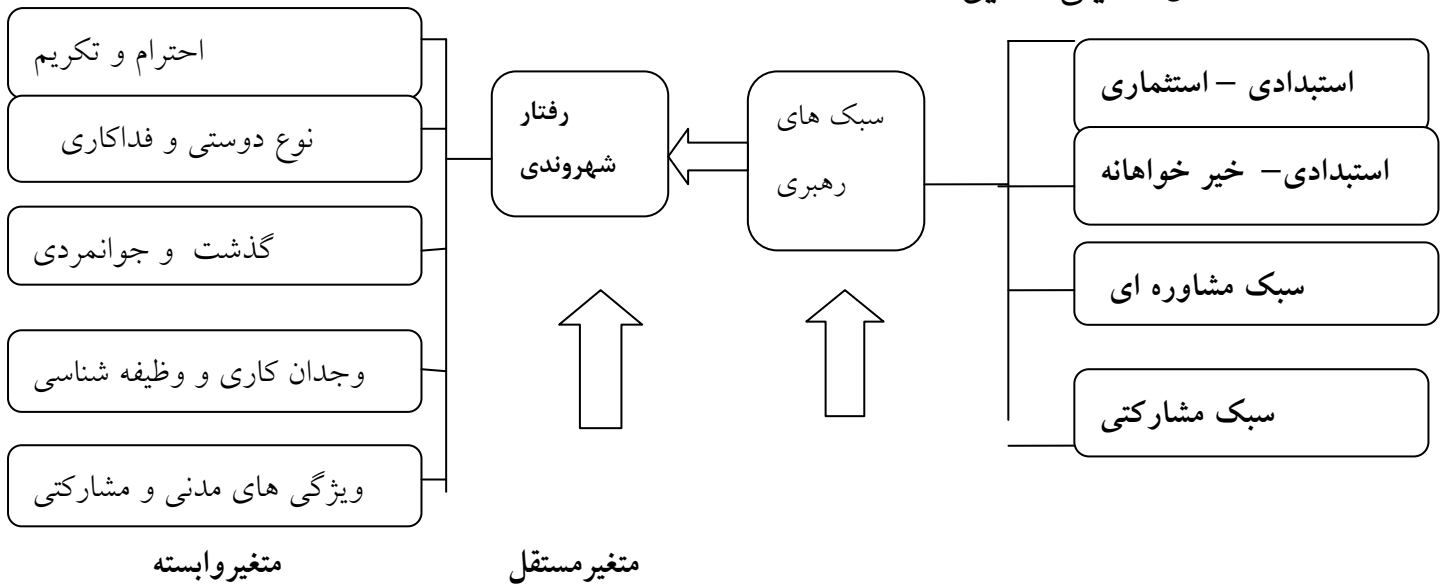 استبدادی – استثماری
استبدادی– خیر خواهانه
سبک مشاوره ای
سبک مشارکتی
سبک های
رهبری
رفتار
شهروندی
احترام و تکریم
نوع دوستی و فداکاری
گذشت و جوانمردی
وجدان کاری و وظیفه شناسی
ویژگی های مدنی و مشارکتی
متغیرمستقل
متغیروابسته